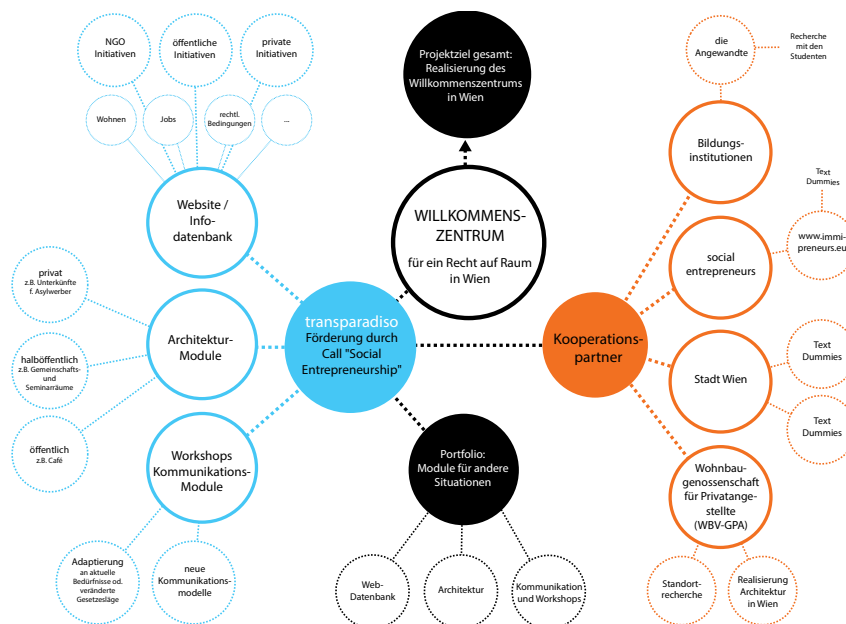 NGO
Initiativen
öffentliche
Initiativen
private
Initiativen
Wohnen
Jobs
rechtl.
Bedingungen
...
Website /
Info-
datenbank
privat
z.B. Unterkünfte
f. Asylwerber
Architektur-
Module
halböffentlich
z.B. Gemeinschafts-
und
Seminarräume
öffentlich
z.B. Café
Workshops
Kommunikations-
Module
Adaptierung
an aktuelle
Bedürfnisse od.
veränderte
Gesetzesläge
neue
Kommunikations-
modelle
Projektziel gesamt:
Realisierung des
Willkommenszentrums
in Wien
WILLKOMMENS-
ZENTRUM
für ein Recht auf Raum
in Wien
transparadiso
Förderung durch
Call "Social
Entrepreneurship"
Portfolio:
Module für andere
Situationen
Web-
Datenbank
Architektur
Kommunikation
und Workshops
Kooperations-
partner
die
Angewandte
Recherche
mit den
Studenten
Bildungs-
institutionen
Text
Dummies
social
entrepreneurs
www.immi-
preneurs.eu
Stadt Wien
Text
Dummies
Text
Dummies
Wohnbau-
genossenschaft
für Privatange-
stellte
(WBV-GPA)
Standort-
recherche
Realisierung
Architektur
in Wien